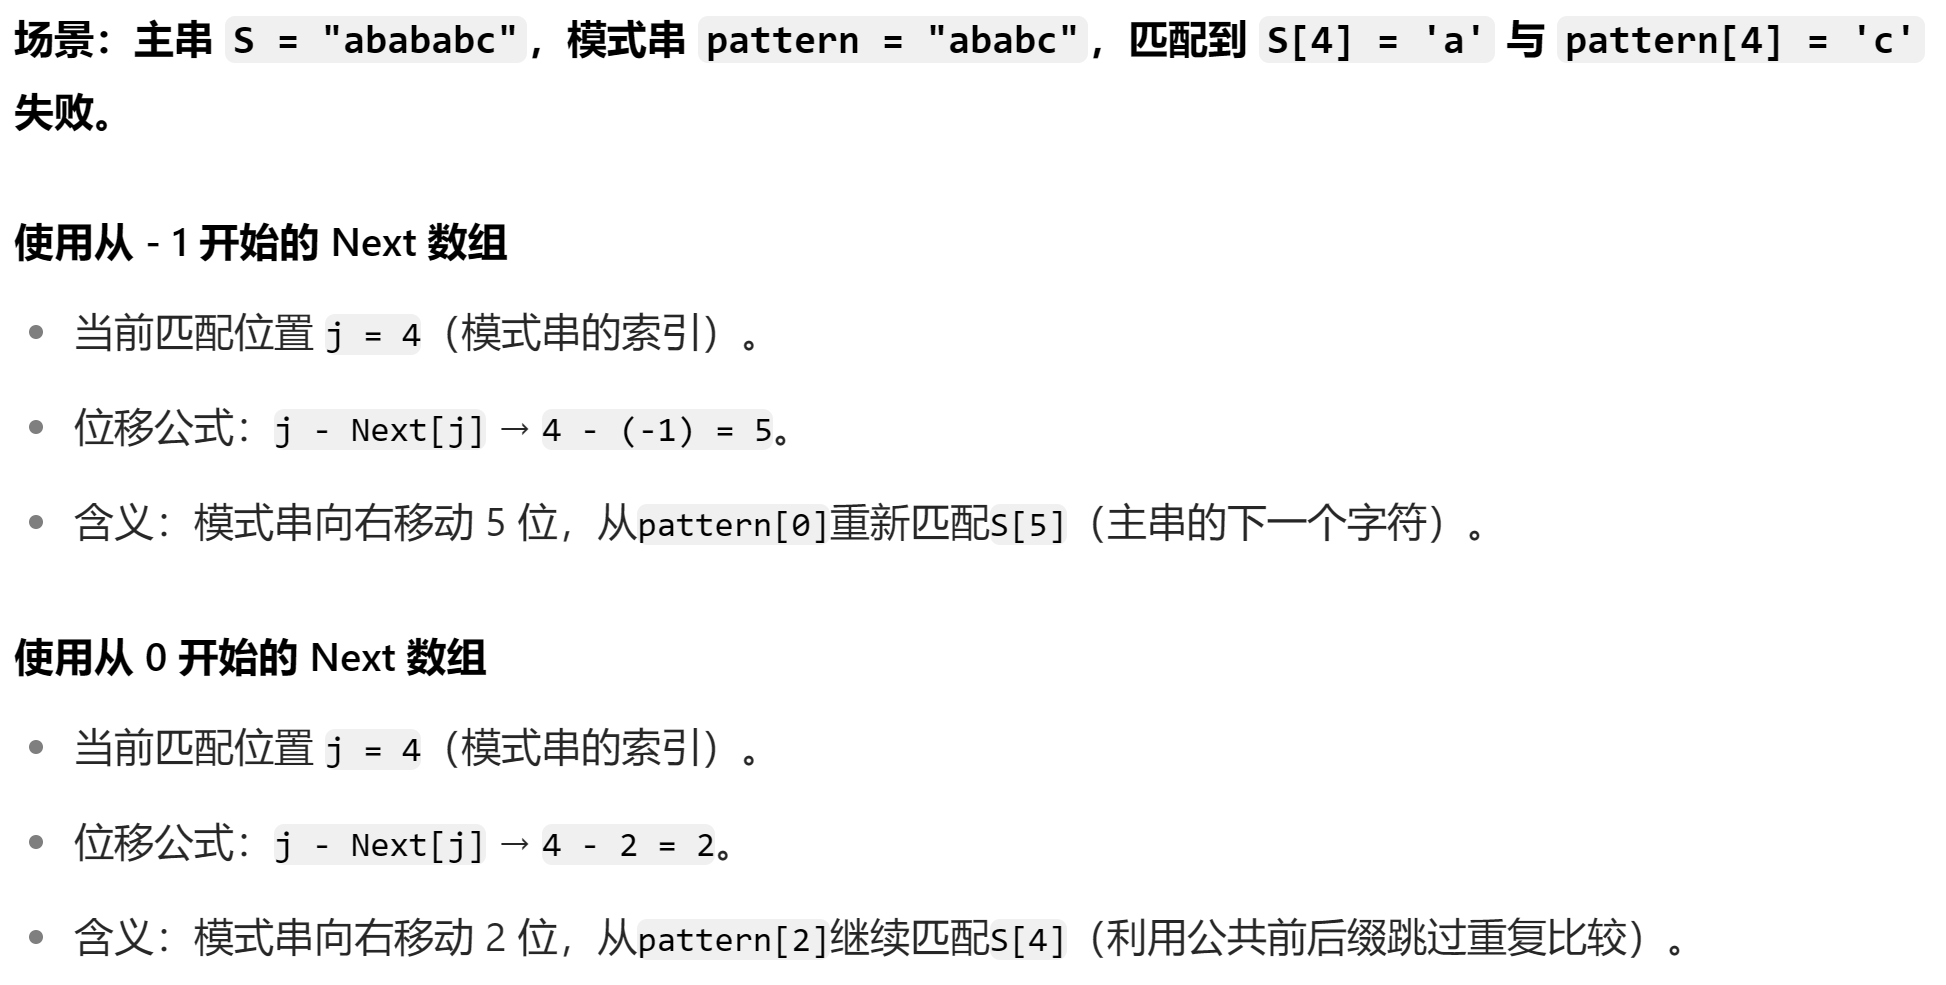 场景：主串 S = "abababc"，模式串 pattern = "ababc"，匹配到 S[4] = 'a' 与 pattern[4] = 'c'
失败。
使用从 - 1 开始的 Next 数组
• 当前匹配位置 j = 4（模式串的索引）。
• 位移公式：j - Next[j] → 4 - (-1) = 5。
• 含义：模式串向右移动 5 位，从pattern[0]重新匹配S[5]（主串的下一个字符）。
使用从 0 开始的 Next 数组
• 当前匹配位置 j = 4（模式串的索引）。
• 位移公式：j - Next[j] → 4 - 2 = 2。
• 含义：模式串向右移动 2 位，从pattern[2]继续匹配S[4]（利用公共前后缀跳过重复比较）。